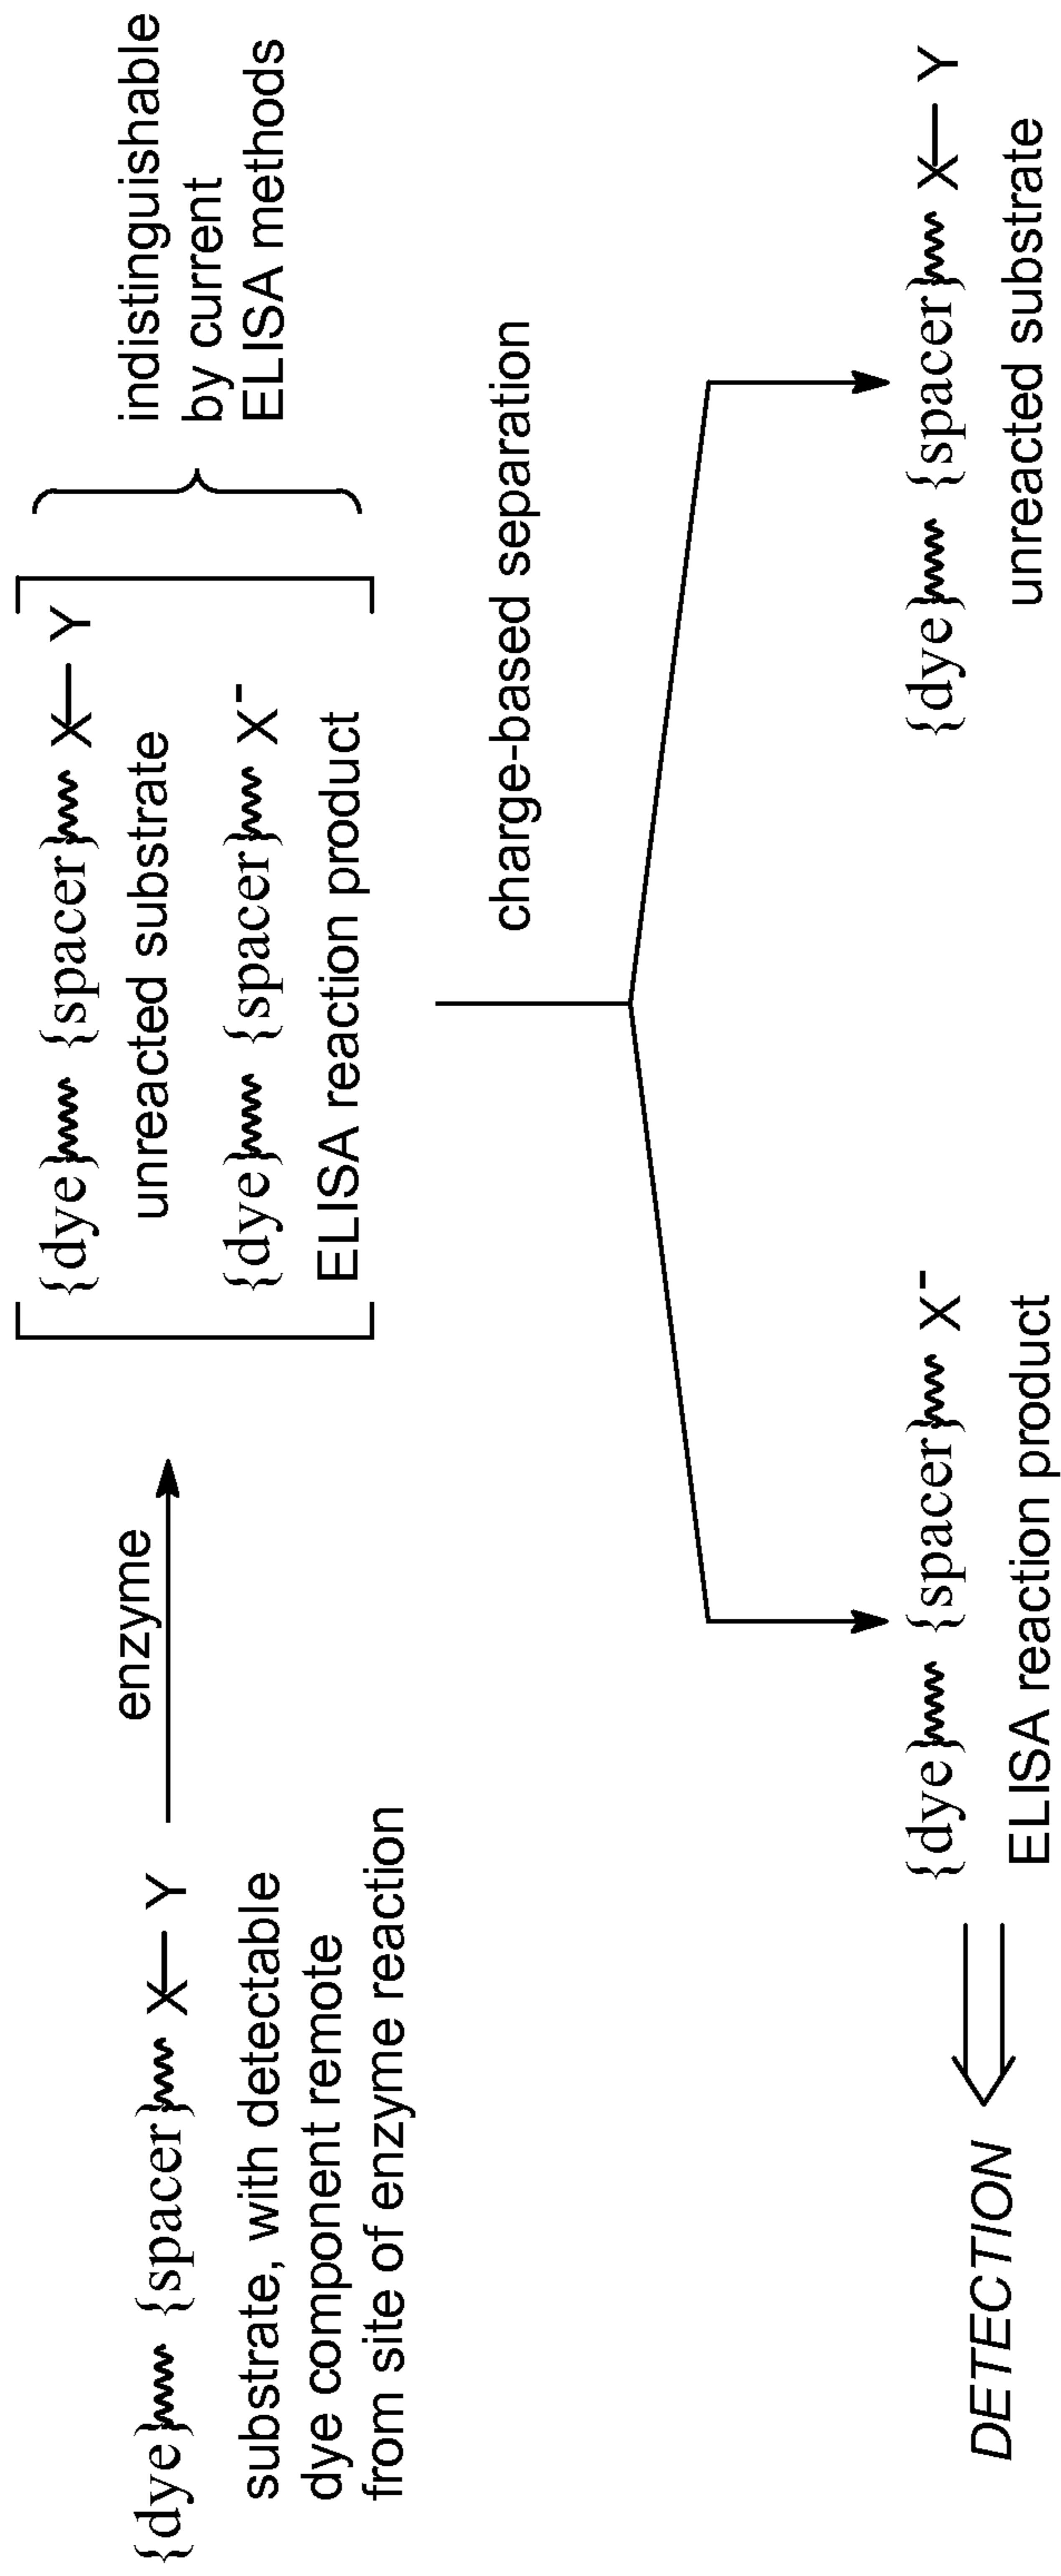 {dye} {spacer} X—Y
substrate, with detectable
dye component remote
from site of enzyme reaction
enzyme
{dye} {spacer} X—Y
unreacted substrate
{dye} {spacer} X⁻
ELISA reaction product
indistinguishable
by current
ELISA methods
charge-based separation
DETECTION
{dye} {spacer} X⁻
ELISA reaction product
{dye} {spacer} X—Y
unreacted substrate